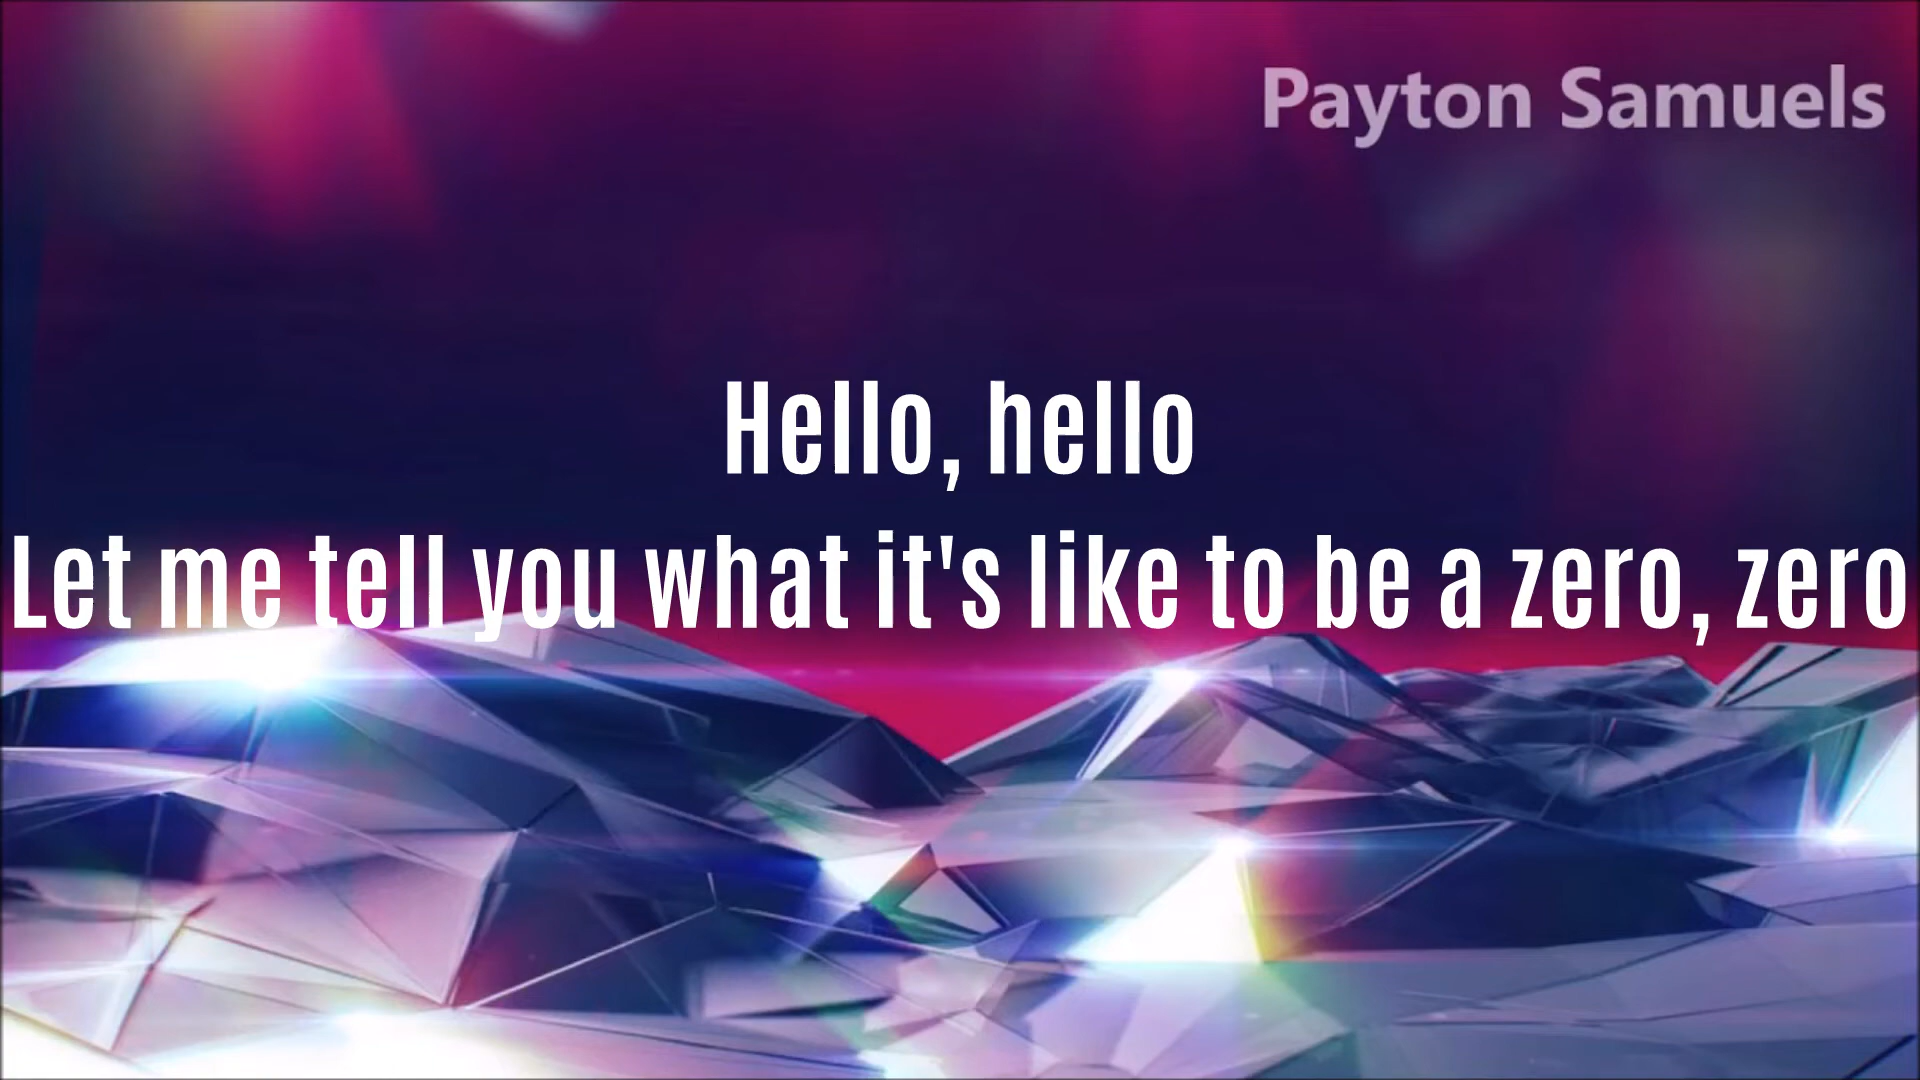 Payton Samuels
Hello, hello
Let me tell you what it's like to be a zero, zero